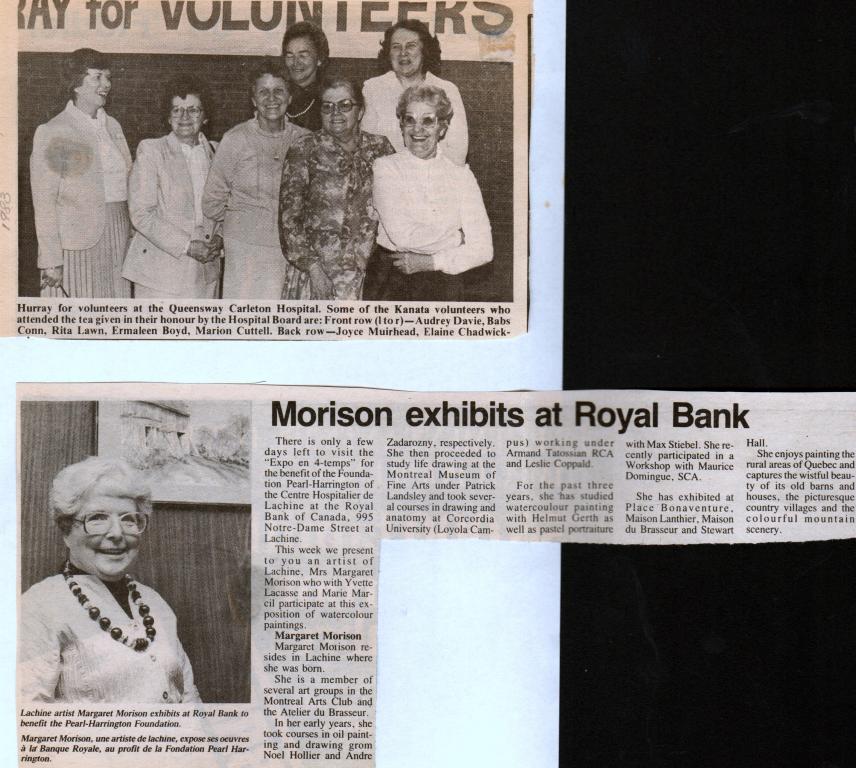 RAY for VOLUNTEERS
1983
Hurray for volunteers at the Queensway Carleton Hospital. Some of the Kanata volunteers who
attended the tea given in their honour by the Hospital Board are: Front row (l to r)—Audrey Davie, Babs
Conn, Rita Lawn, Ermaleen Boyd, Marion Cuttell. Back row—Joyce Muirhead, Elaine Chadwick-
Morison exhibits at Royal Bank
Lachine artist Margaret Morison exhibits at Royal Bank to
benefit the Pearl-Harrington Foundation.
Margaret Morison, une artiste de lachine, expose ses oeuvres
à la Banque Royale, au profit de la Fondation Pearl Har-
rington.
There is only a few
days left to visit the
"Expo en 4-temps" for
the benefit of the Founda-
tion Pearl-Harrington of
the Centre Hospitalier de
Lachine at the Royal
Bank of Canada, 995
Notre-Dame Street at
Lachine.
This week we present
to you an artist of
Lachine, Mrs Margaret
Morison who with Yvette
Lacasse and Marie Mar-
cil participate at this ex-
position of watercolour
paintings.
Margaret Morison
Margaret Morison re-
sides in Lachine where
she was born.
She is a member of
several art groups in the
Montreal Arts Club and
the Atelier du Brasseur.
In her early years, she
took courses in oil paint-
ing and drawing grom
Noel Hollier and Andre
Zadarozny, respectively.
She then proceeded to
study life drawing at the
Montreal Museum of
Fine Arts under Patrick
Landsley and took sever-
al courses in drawing and
anatomy at Corcordia
University (Loyola Cam-
pus) working under
Armand Tatossian RCA
and Leslie Coppald.
For the past three
years, she has studied
watercoulour painting
with Helmut Gerth as
well as pastel portraiture
with Max Stiebel. She re-
cently participated in a
Workshop with Maurice
Domingue, SCA.
She has exhibited at
Place Bonaventure,
Maison Lanthier, Maison
du Brasseur and Stewart
Hall.
She enjoys painting the
rural areas of Quebec and
captures the wistful beau-
ty of its old barns and
houses, the picturesque
country villages and the
colourful mountain
scenery.